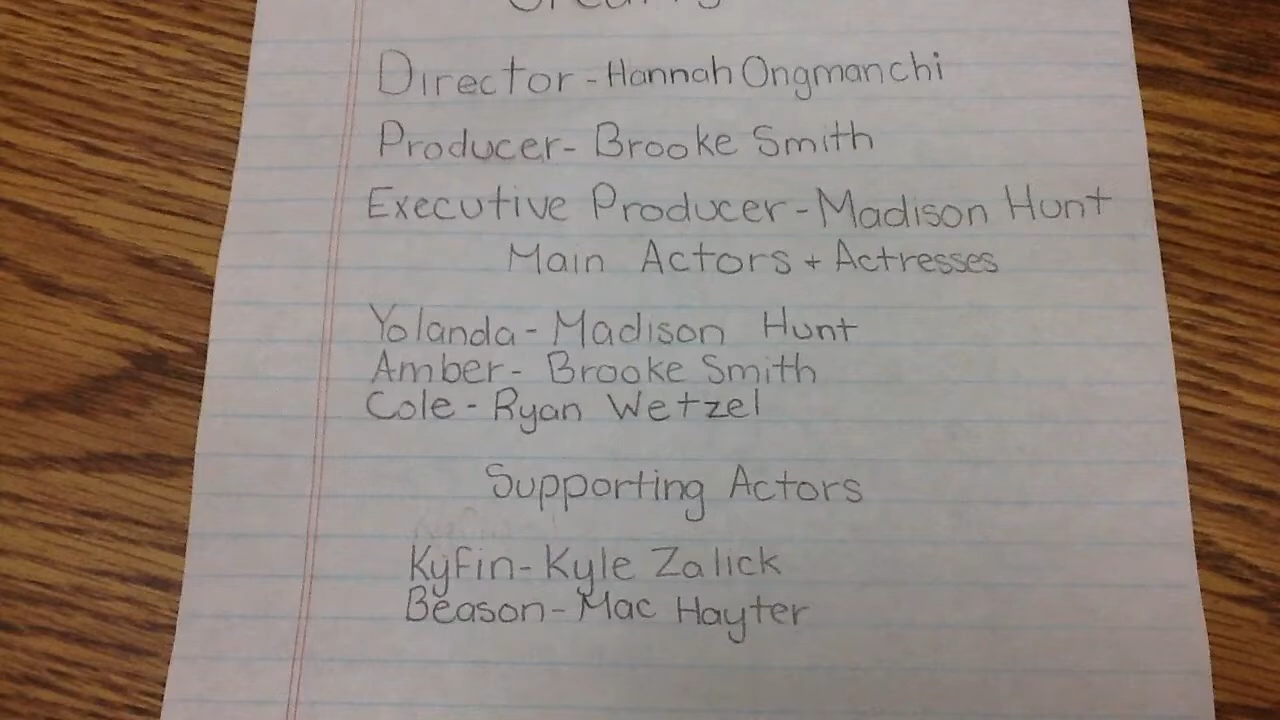 Credits
Director - Hannah Ongmanchi
Producer - Brooke Smith
Executive Producer - Madison Hunt
Main Actors + Actresses
Yolanda - Madison Hunt
Amber - Brooke Smith
Cole - Ryan Wetzel
Supporting Actors
Kyfin - Kyle Zalick
Beason - Mac Hayter